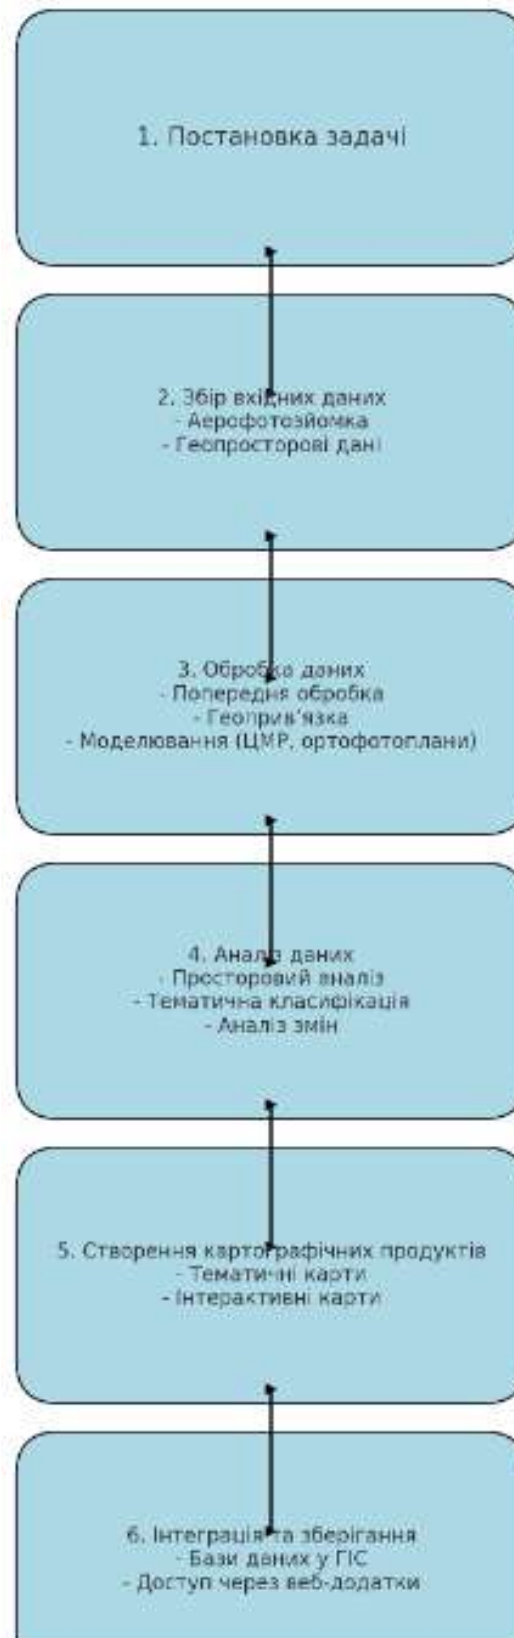 1. Постановка задачі
2. Збір вхідних даних
- Аерофотозйомка
- Геопросторові дані
3. Обробка даних
- Попередня обробка
- Геоприв'язка
- Моделювання (ЦМР, ортофотоплани)
4. Аналіз даних
- Просторовий аналіз
- Тематична класифікація
- Аналіз змін
5. Створення картографічних продуктів
- Тематичні карти
- Інтерактивні карти
6. Інтеграція та зберігання
- Бази даних у ГІС
- Доступ через веб-додатки